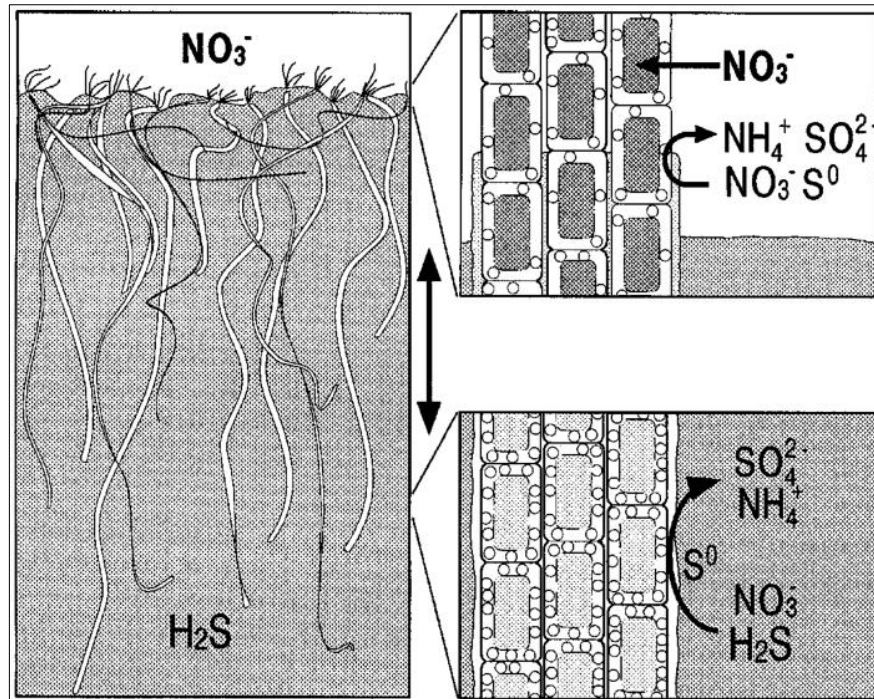 NO₃⁻
H₂S
NO₃⁻
NH₄⁺ SO₄²⁻
NO₃⁻ S⁰
SO₄²⁻
NH₄⁺
S⁰
NO₃⁻
H₂S